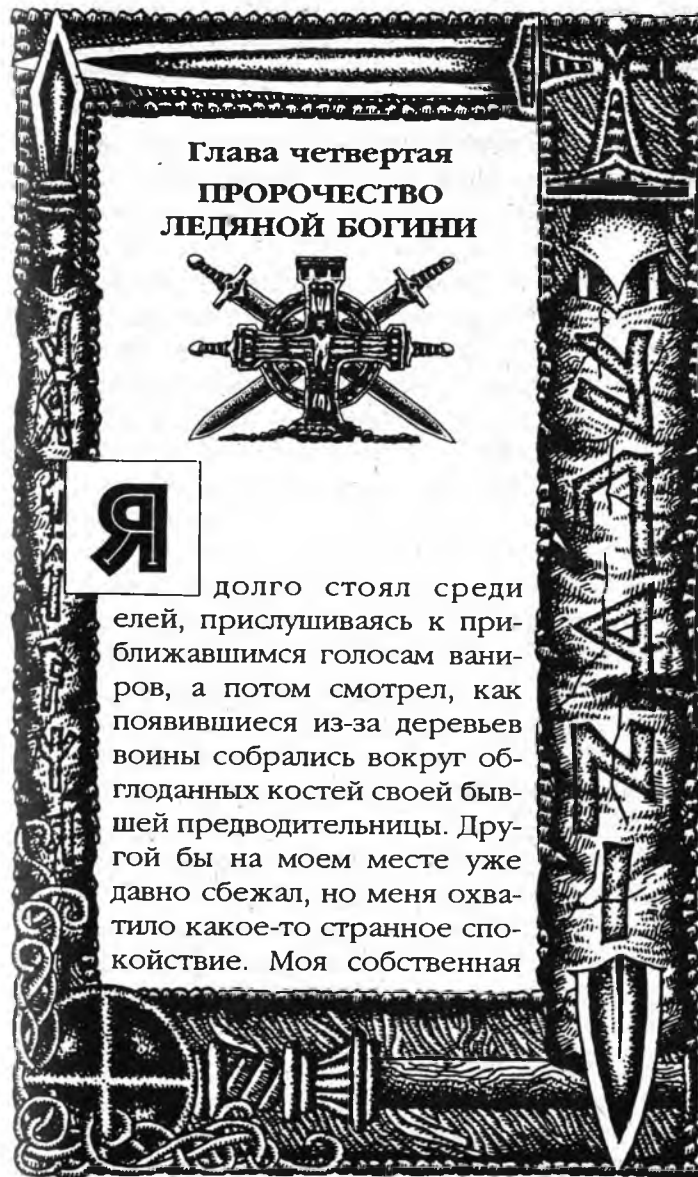 Глава четвертая
ПРОРОЧЕСТВО
ЛЕДЯНОЙ БОГИНИ
Я долго стоял среди
елей, прислушиваясь к при-
ближавшимся голосам вани-
ров, а потом смотрел, как
появившиеся из-за деревьев
воины собрались вокруг об-
глоданных костей своей быв-
шей предводительницы. Дру-
гой бы на моем месте уже
давно сбежал, но меня охва-
тило какое-то странное спо-
койствие. Моя собственная